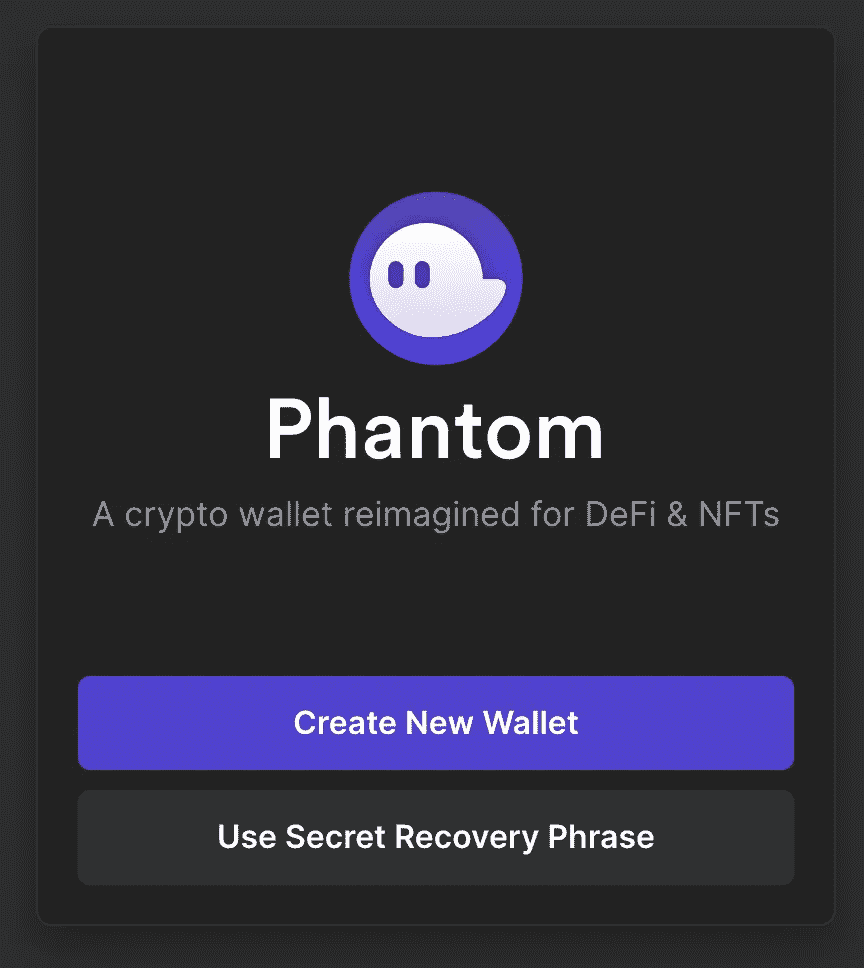 Phantom
A crypto wallet reimagined for DeFi & NFTs
Create New Wallet
Use Secret Recovery Phrase